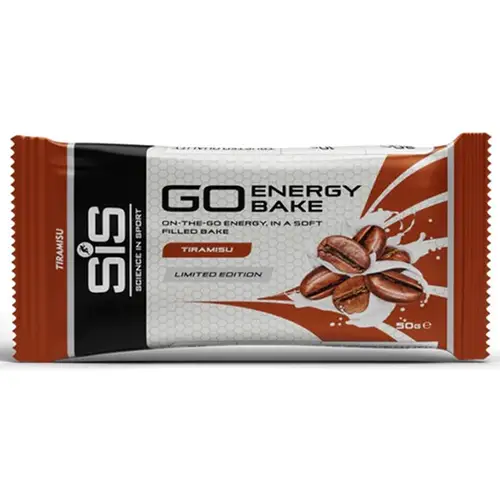 TIRAMISU
SiS
SCIENCE IN SPORT
GO ENERGY
BAKE
ON-THE-GO ENERGY, IN A SOFT
FILLED BAKE
TIRAMISU
LIMITED EDITION
50g e